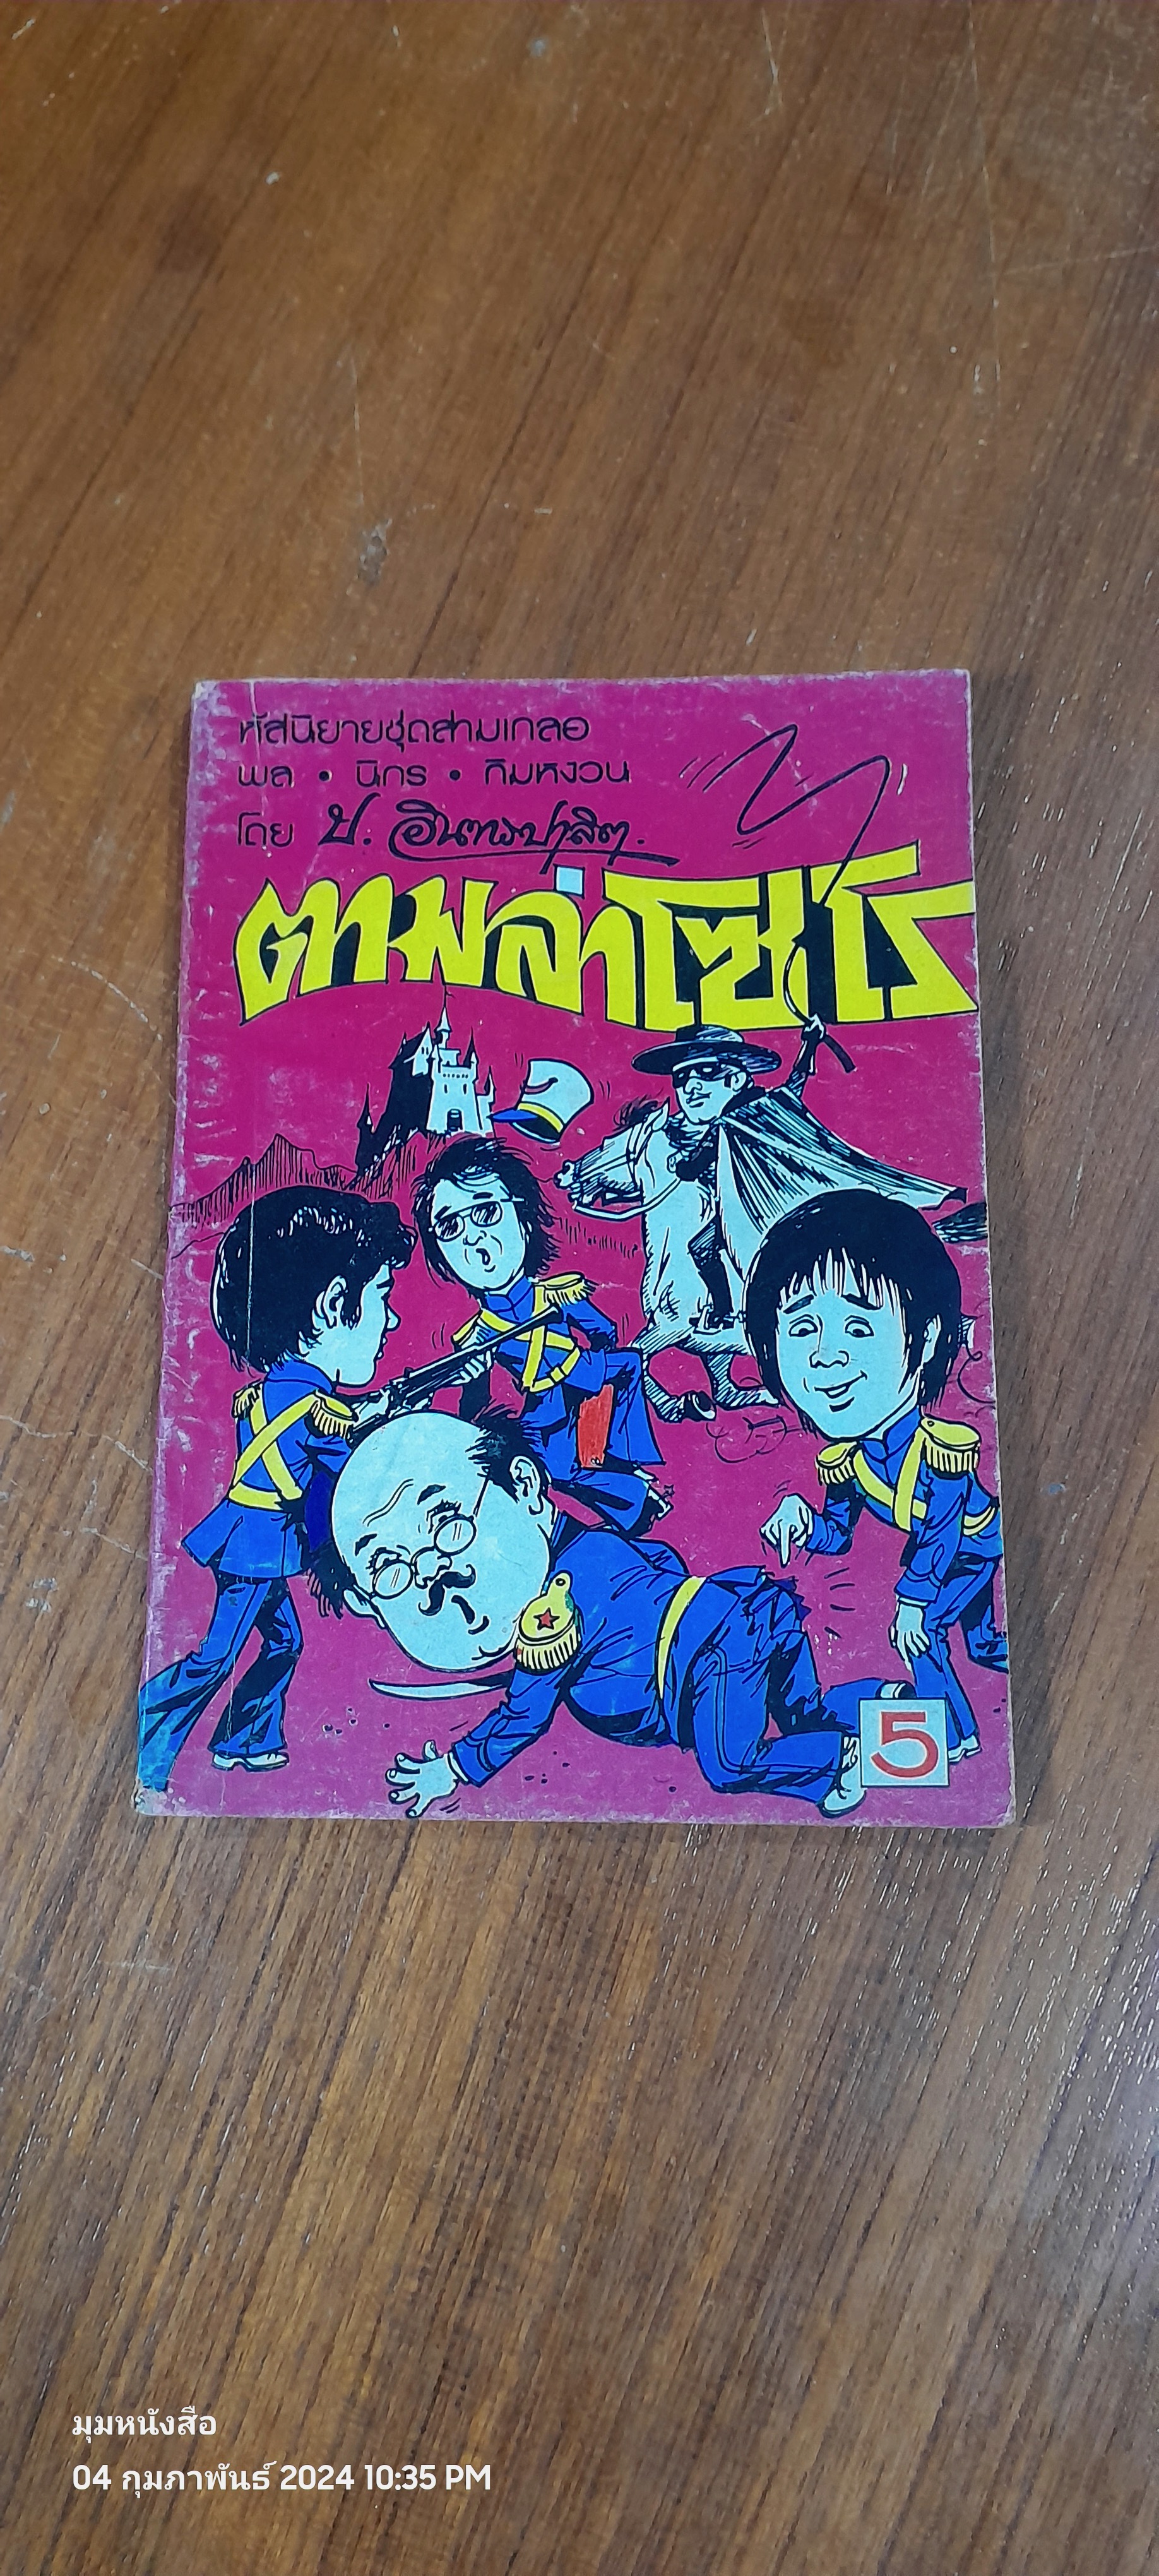 หัสนิยายชุดสามเกลอ
พล • นิกร • กิมหงวน
โดย ป. อินทรปาลิต.
ตามล่าโซโร
5
มุมหนังสือ
04 กุมภาพันธ์ 2024 10:35 PM